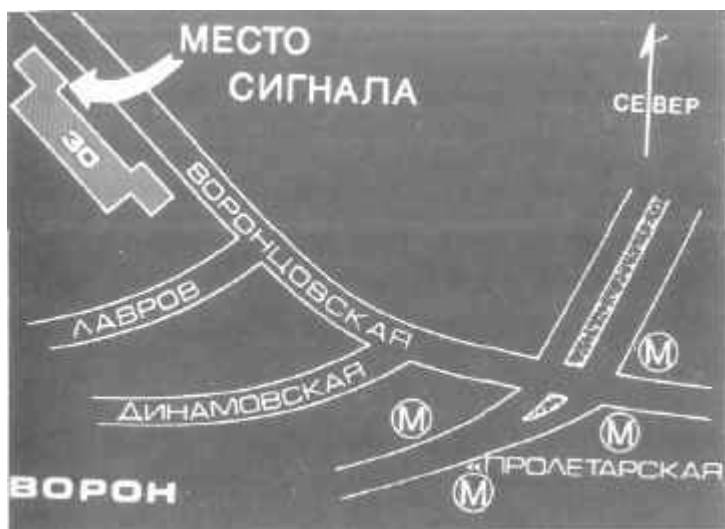 МЕСТО
СИГНАЛА
СЕВЕР
30
ВОРОНЦОВСКАЯ
ЛАВРОВ
ДИНАМОВСКАЯ
М
М
М
«ПРОЛЕТАРСКАЯ
М
ВОРОН